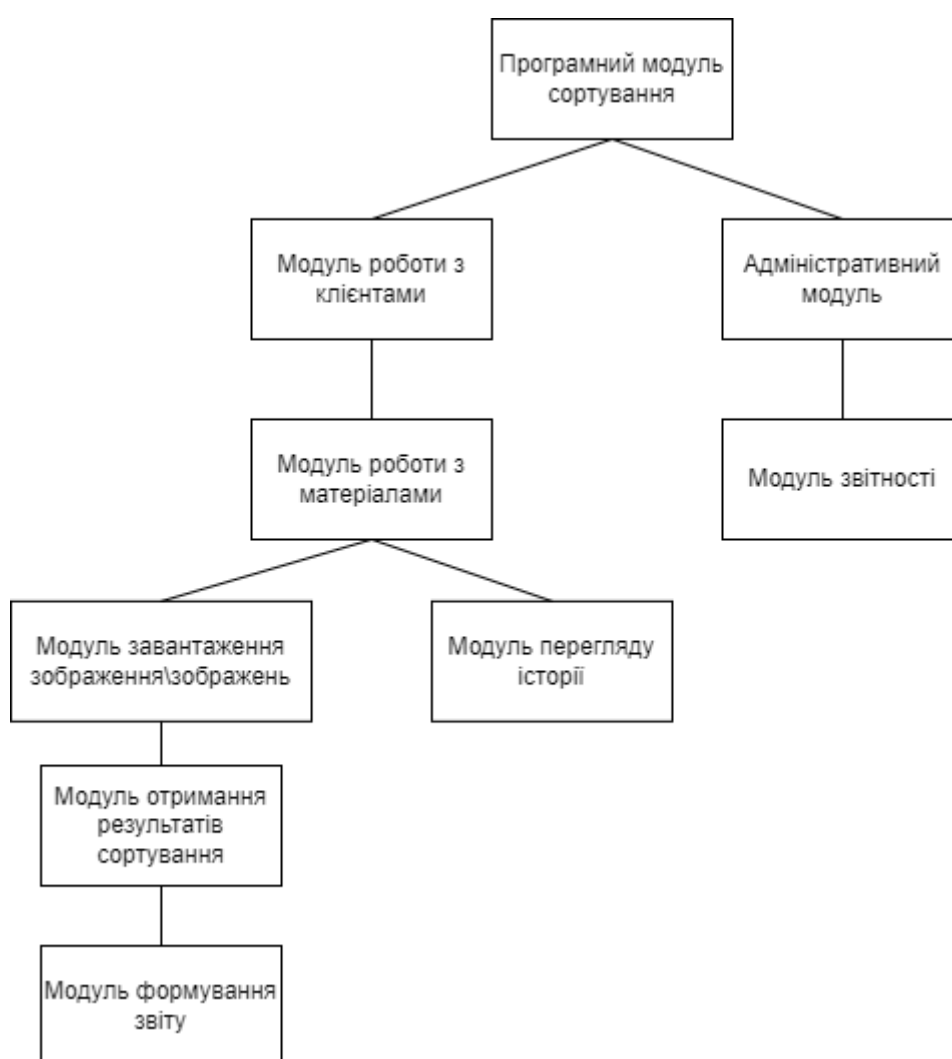 Програмний модуль
сортування
Модуль роботи з
клієнтами
Адміністративний
модуль
Модуль роботи з
матеріалами
Модуль звітності
Модуль завантаження
зображення\зображень
Модуль перегляду
історії
Модуль отримання
результатів
сортування
Модуль формування
звіту